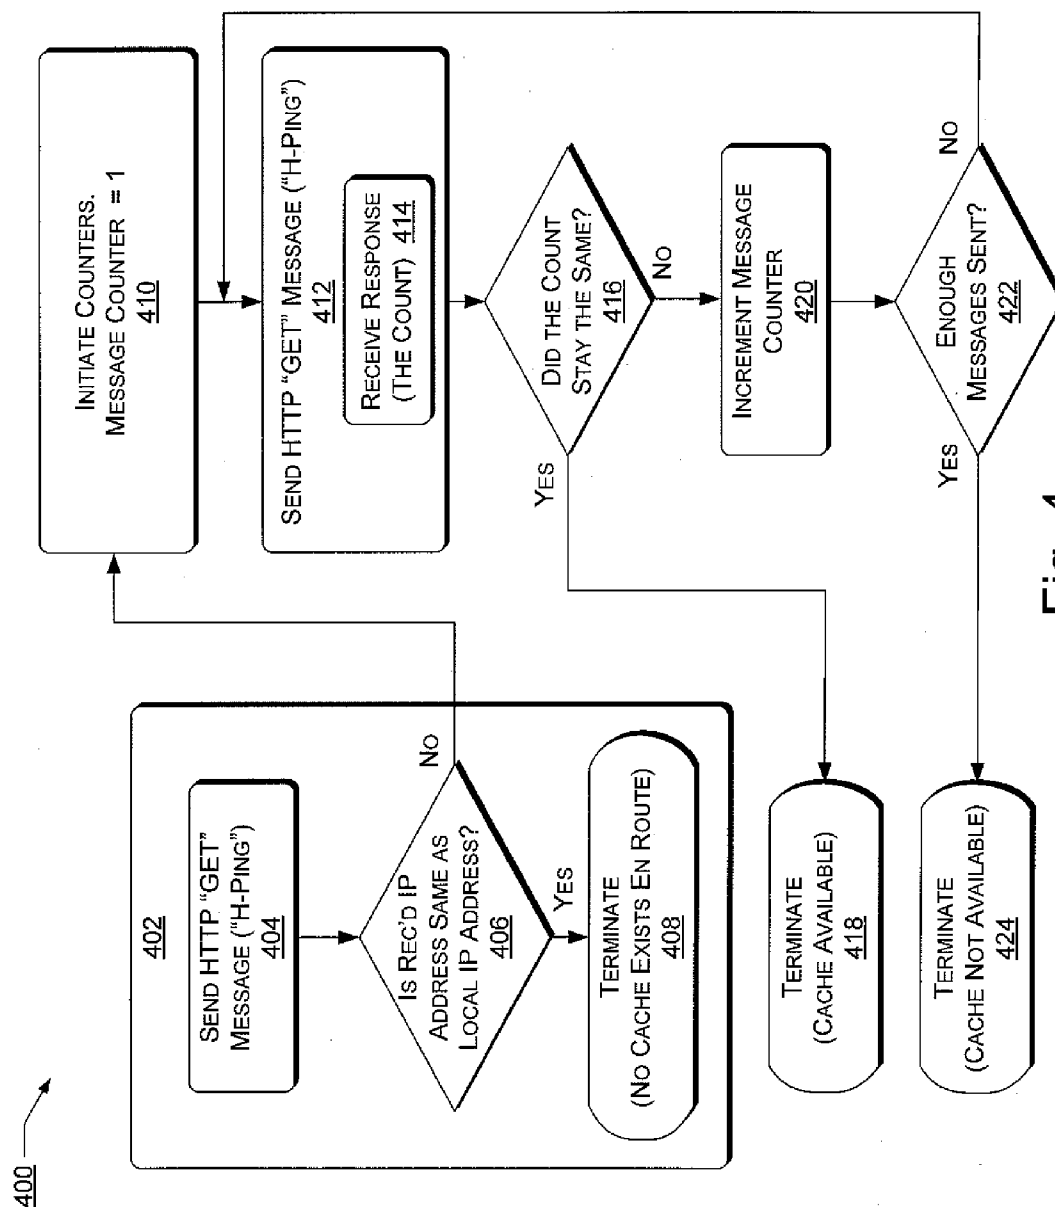 400
402
SEND HTTP "GET"
MESSAGE ("H-PING")
404
IS REC'D IP
ADDRESS SAME AS
LOCAL IP ADDRESS?
406
NO
YES
TERMINATE
(NO CACHE EXISTS EN ROUTE)
408
INITIATE COUNTERS.
MESSAGE COUNTER = 1
410
SEND HTTP "GET" MESSAGE ("H-PING")
412
RECEIVE RESPONSE
(THE COUNT) 414
DID THE COUNT
STAY THE SAME?
416
YES
NO
TERMINATE
(CACHE AVAILABLE)
418
INCREMENT MESSAGE
COUNTER
420
ENOUGH
MESSAGES SENT?
422
YES
NO
TERMINATE
(CACHE NOT AVAILABLE)
424